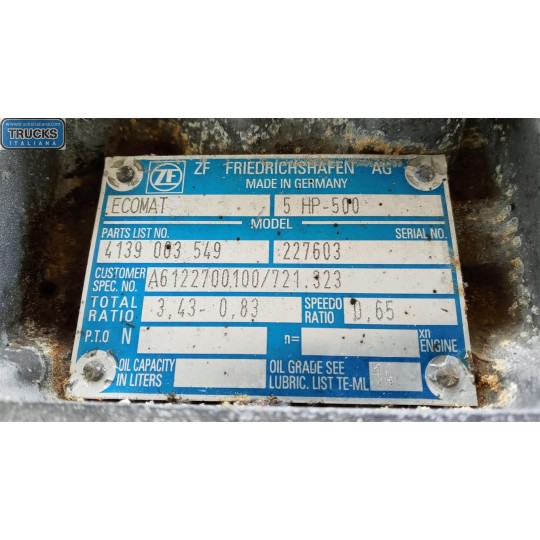 TRUCKS
ITALIANA
ZF FRIEDRICHSHAFEN AG
MADE IN GERMANY
ECOMAT 5 HP-500
MODEL
PARTS LIST NO. SERIAL NO.
4139 003 549 227603
CUSTOMER SPEC. NO. A6122700100/721.323
TOTAL RATIO 3,43-0,83 SPEEDO RATIO 0,65
P.T.O N n= xn ENGINE
OIL CAPACITY IN LITERS OIL GRADE SEE LUBRIC. LIST TE-ML